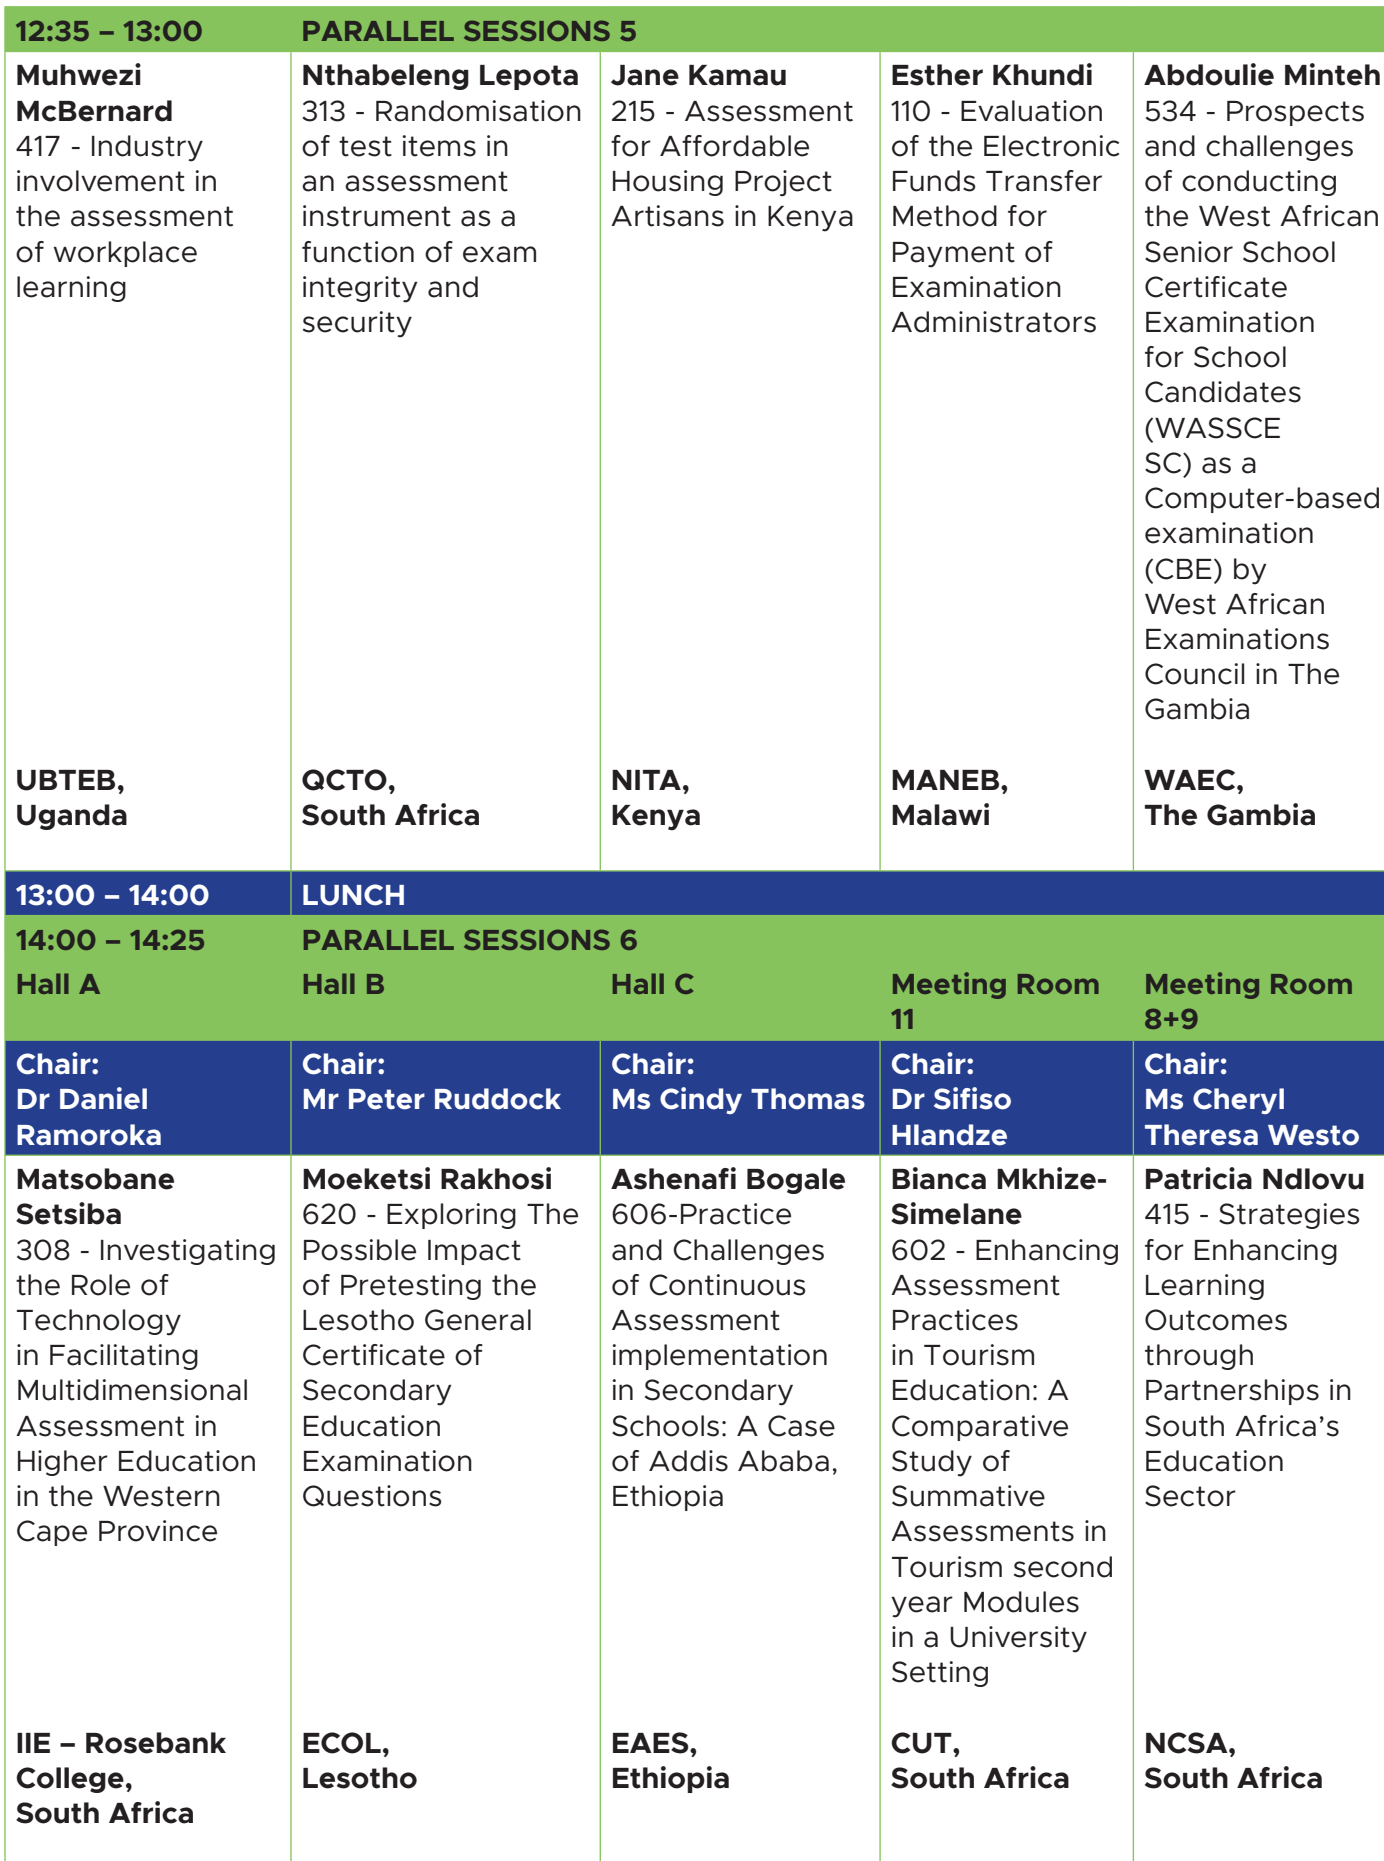 12:35 – 13:00 PARALLEL SESSIONS 5
Muhwezi
McBernard
417 - Industry
involvement in
the assessment
of workplace
learning
UBTEB,
Uganda
Nthabeleng Lepota
313 - Randomisation
of test items in
an assessment
instrument as a
function of exam
integrity and
security
QCTO,
South Africa
Jane Kamau
215 - Assessment
for Affordable
Housing Project
Artisans in Kenya
NITA,
Kenya
Esther Khundi
110 - Evaluation
of the Electronic
Funds Transfer
Method for
Payment of
Examination
Administrators
MANEB,
Malawi
Abdoulie Minteh
534 - Prospects
and challenges
of conducting
the West African
Senior School
Certificate
Examination
for School
Candidates
(WASSCE
SC) as a
Computer-based
examination
(CBE) by
West African
Examinations
Council in The
Gambia
WAEC,
The Gambia
13:00 – 14:00 LUNCH
14:00 – 14:25 PARALLEL SESSIONS 6
Hall A
Hall B
Hall C
Meeting Room
11
Meeting Room
8+9
Chair:
Dr Daniel
Ramoroka
Chair:
Mr Peter Ruddock
Chair:
Ms Cindy Thomas
Chair:
Dr Sifiso
Hlandze
Chair:
Ms Cheryl
Theresa Westo
Matsobane
Setsiba
308 - Investigating
the Role of
Technology
in Facilitating
Multidimensional
Assessment in
Higher Education
in the Western
Cape Province
IIE – Rosebank
College,
South Africa
Moeketsi Rakhosi
620 - Exploring The
Possible Impact
of Pretesting the
Lesotho General
Certificate of
Secondary
Education
Examination
Questions
ECOL,
Lesotho
Ashenafi Bogale
606-Practice
and Challenges
of Continuous
Assessment
implementation
in Secondary
Schools: A Case
of Addis Ababa,
Ethiopia
EAES,
Ethiopia
Bianca Mkhize-
Simelane
602 - Enhancing
Assessment
Practices
in Tourism
Education: A
Comparative
Study of
Summative
Assessments in
Tourism second
year Modules
in a University
Setting
CUT,
South Africa
Patricia Ndlovu
415 - Strategies
for Enhancing
Learning
Outcomes
through
Partnerships in
South Africa’s
Education
Sector
NCSA,
South Africa